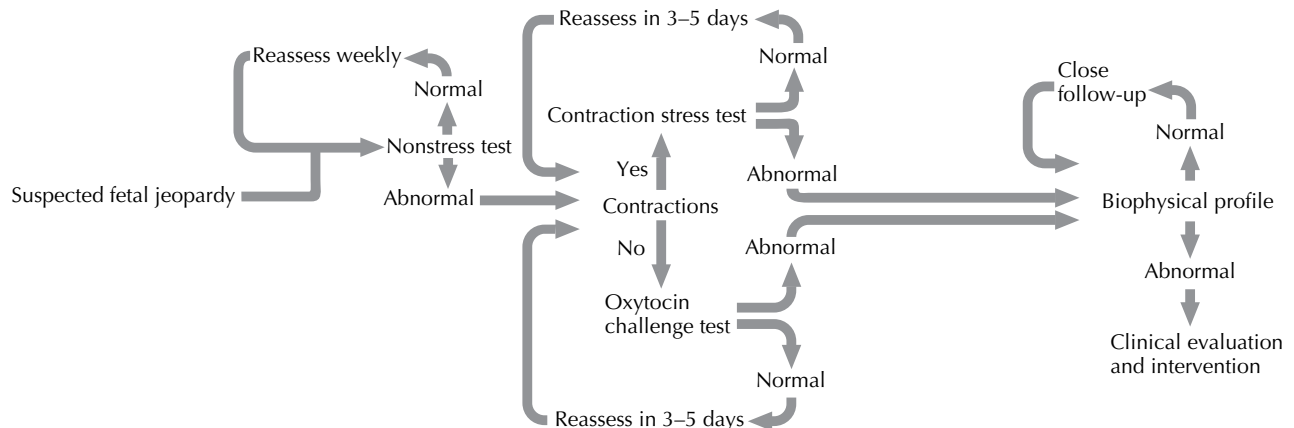 Suspected fetal jeopardy
Reassess weekly
Normal
Nonstress test
Abnormal
Reassess in 3–5 days
Normal
Contraction stress test
Abnormal
Yes
Contractions
No
Abnormal
Oxytocin
challenge test
Normal
Reassess in 3–5 days
Close
follow-up
Normal
Biophysical profile
Abnormal
Clinical evaluation
and intervention